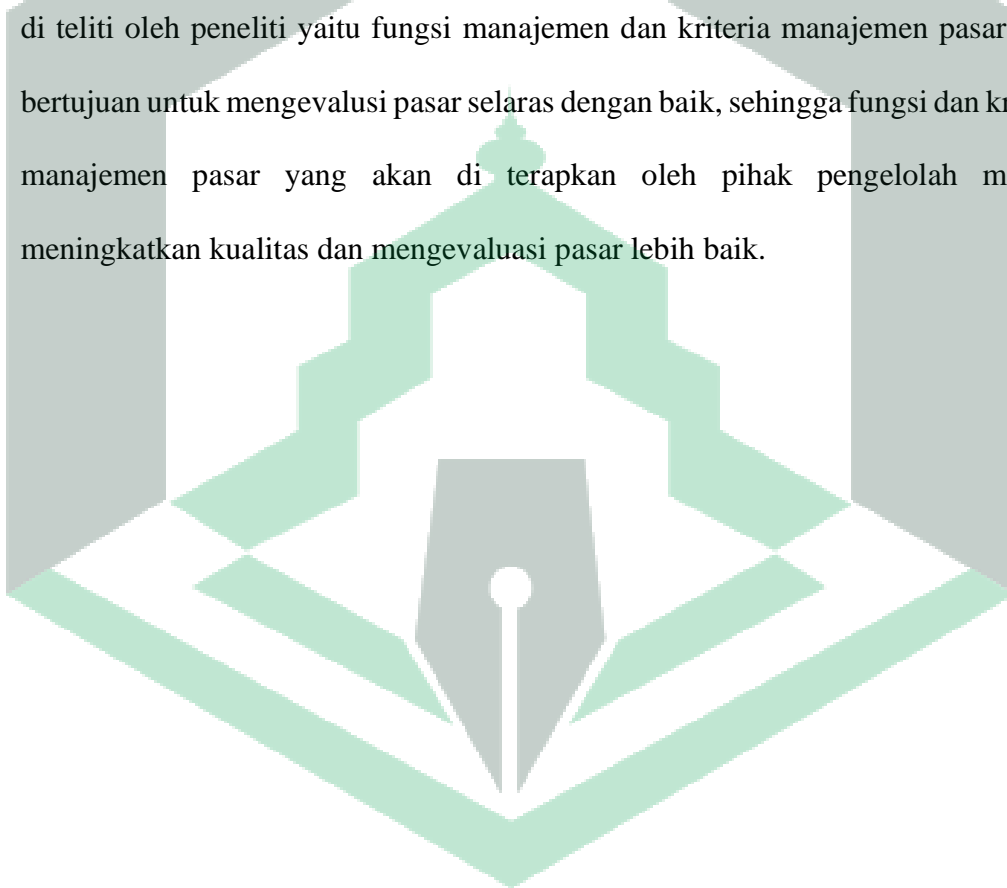 di teliti oleh peneliti yaitu fungsi manajemen dan kriteria manajemen pasar
bertujuan untuk mengevalusi pasar selaras dengan baik, sehingga fungsi dan
manajemen pasar yang akan di terapkan oleh pihak pengelolah
meningkatkan kualitas dan mengevaluasi pasar lebih baik.